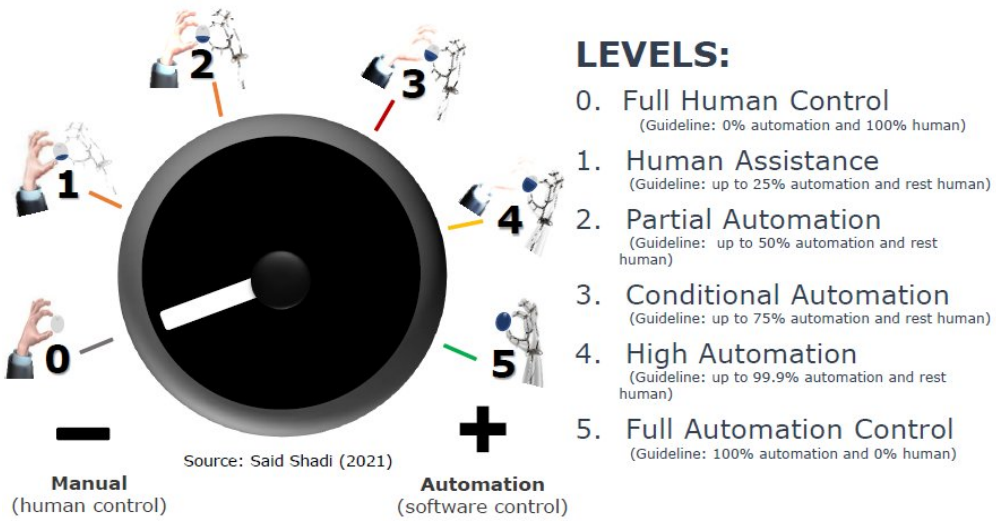 2
3
1
4
0
5
−
+
Source: Said Shadi (2021)
Manual
(human control)
Automation
(software control)
LEVELS:
0. Full Human Control
(Guideline: 0% automation and 100% human)
1. Human Assistance
(Guideline: up to 25% automation and rest human)
2. Partial Automation
(Guideline: up to 50% automation and rest
human)
3. Conditional Automation
(Guideline: up to 75% automation and rest human)
4. High Automation
(Guideline: up to 99.9% automation and rest
human)
5. Full Automation Control
(Guideline: 100% automation and 0% human)